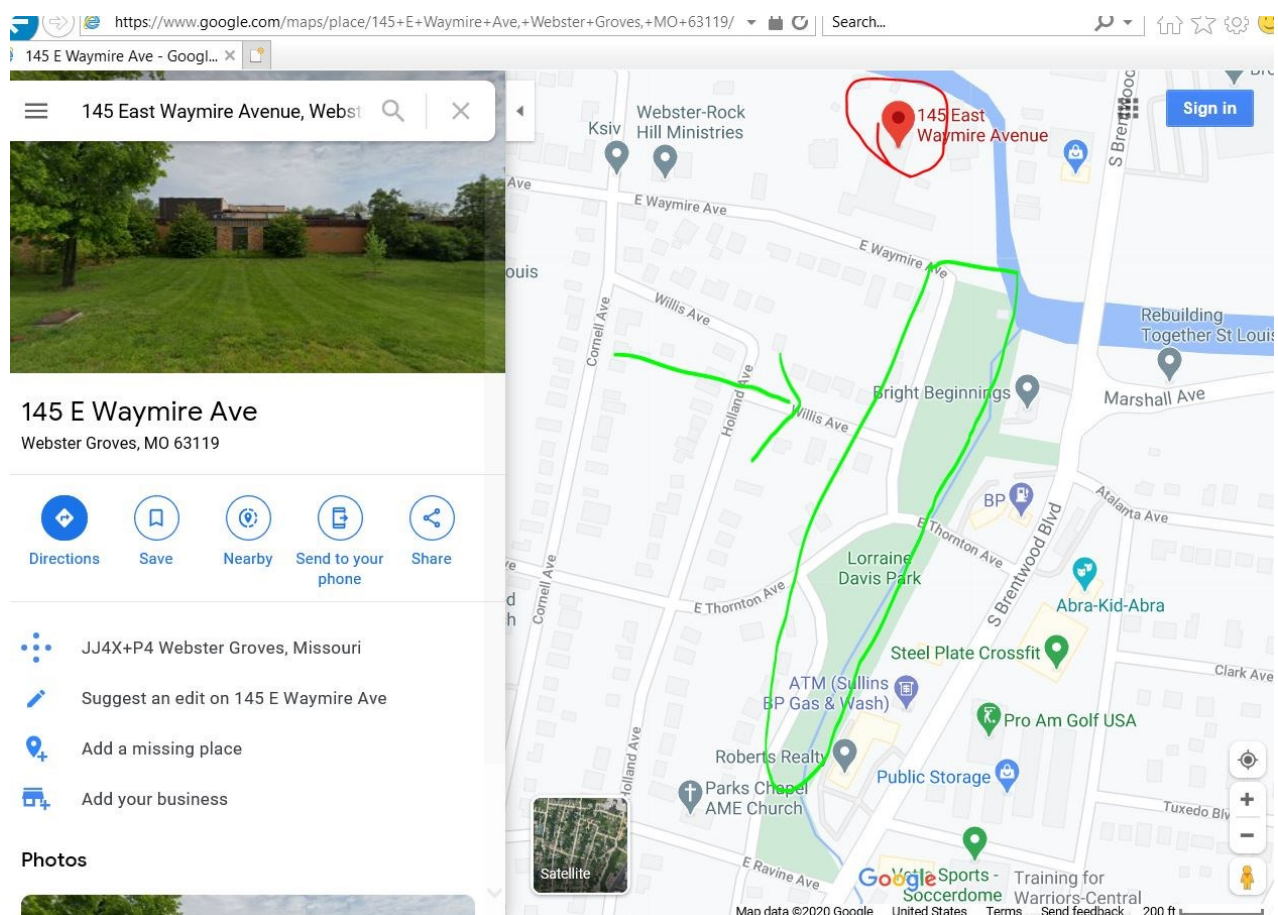 https://www.google.com/maps/place/145+E+Waymire+Ave,+Webster+Groves,+MO+63119/
Search...
145 E Waymire Ave - Googl...
145 East Waymire Avenue, Webst
Sign in
145 E Waymire Ave
Webster Groves, MO 63119
Directions
Save
Nearby
Send to your
phone
Share
JJ4X+P4 Webster Groves, Missouri
Suggest an edit on 145 E Waymire Ave
Add a missing place
Add your business
Photos
Ksiv
Webster-Rock
Hill Ministries
145 East
Waymire Avenue
S Brentwood
Ave
E Waymire Ave
E Waymire Ave
ouis
Willis Ave
Cornell Ave
Holland Ave
Willis Ave
Bright Beginnings
Rebuilding
Together St Louis
Marshall Ave
BP
Atalanta Ave
E Thornton Ave
S Brentwood Blvd
Lorraine
Davis Park
Abra-Kid-Abra
E Thornton Ave
Cornell Ave
Steel Plate Crossfit
Clark Ave
ATM (Sullins
BP Gas & Wash)
Pro Am Golf USA
Roberts Realty
Holland Ave
Public Storage
Parks Chapel
AME Church
Tuxedo Blv
E Ravine Ave
Satellite
Google
Sports -
Soccerdome
Training for
Warriors-Central
Map data ©2020 Google
United States
Terms
Send feedback
200 ft